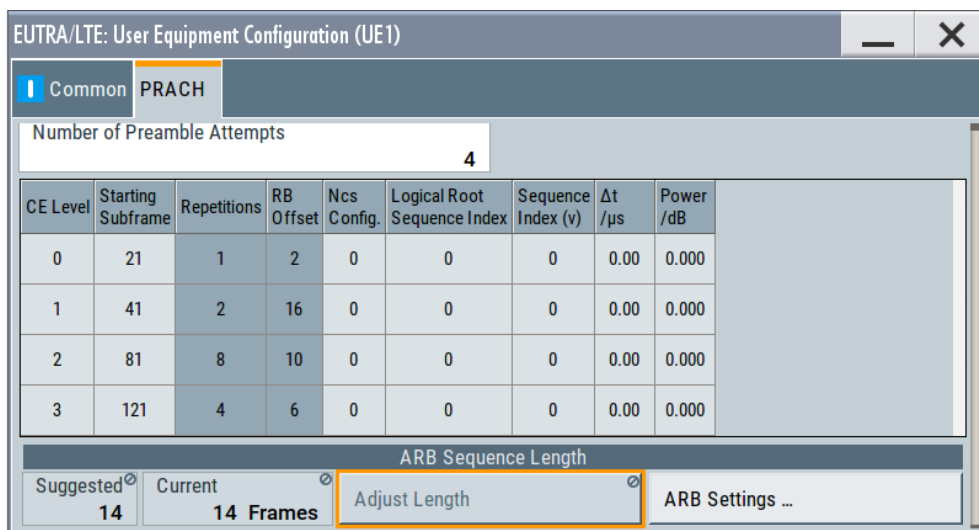 EUTRA/LTE: User Equipment Configuration (UE1)
Common PRACH
Number of Preamble Attempts
4
CE Level Starting Subframe Repetitions RB Offset Ncs Config. Logical Root Sequence Index Sequence Index (v) Δt /μs Power /dB
0 21 1 2 0 0 0 0.00 0.000
1 41 2 16 0 0 0 0.00 0.000
2 81 8 10 0 0 0 0.00 0.000
3 121 4 6 0 0 0 0.00 0.000
ARB Sequence Length
Suggested Current
14 14 Frames Adjust Length ARB Settings ...